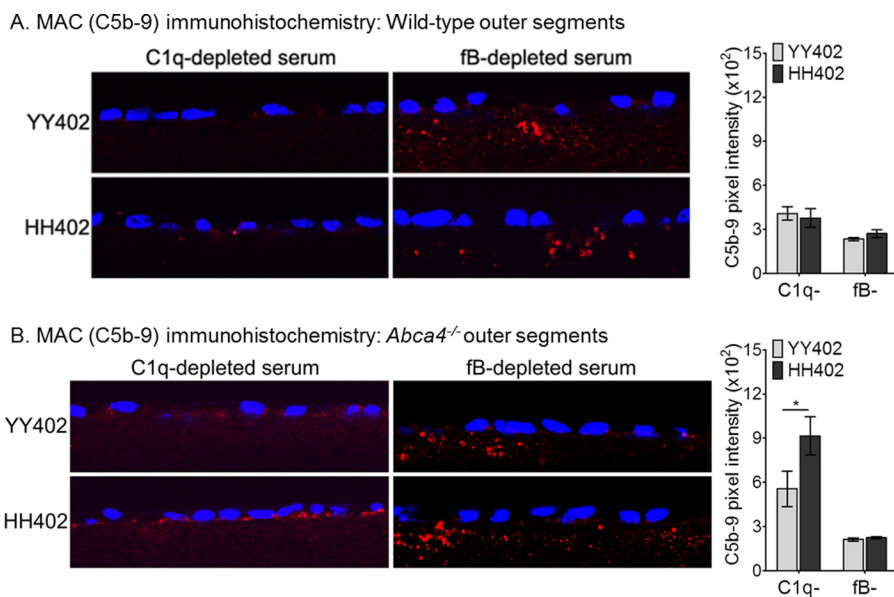 A. MAC (C5b-9) immunohistochemistry: Wild-type outer segments
C1q-depleted serum
fB-depleted serum
YY402
HH402
C5b-9 pixel intensity (x10²)
15
12
9
6
3
0
YY402
HH402
C1q-
fB-
B. MAC (C5b-9) immunohistochemistry: Abca4⁻/⁻ outer segments
C1q-depleted serum
fB-depleted serum
YY402
HH402
C5b-9 pixel intensity (x10²)
15
12
9
6
3
0
YY402
HH402
*
C1q-
fB-